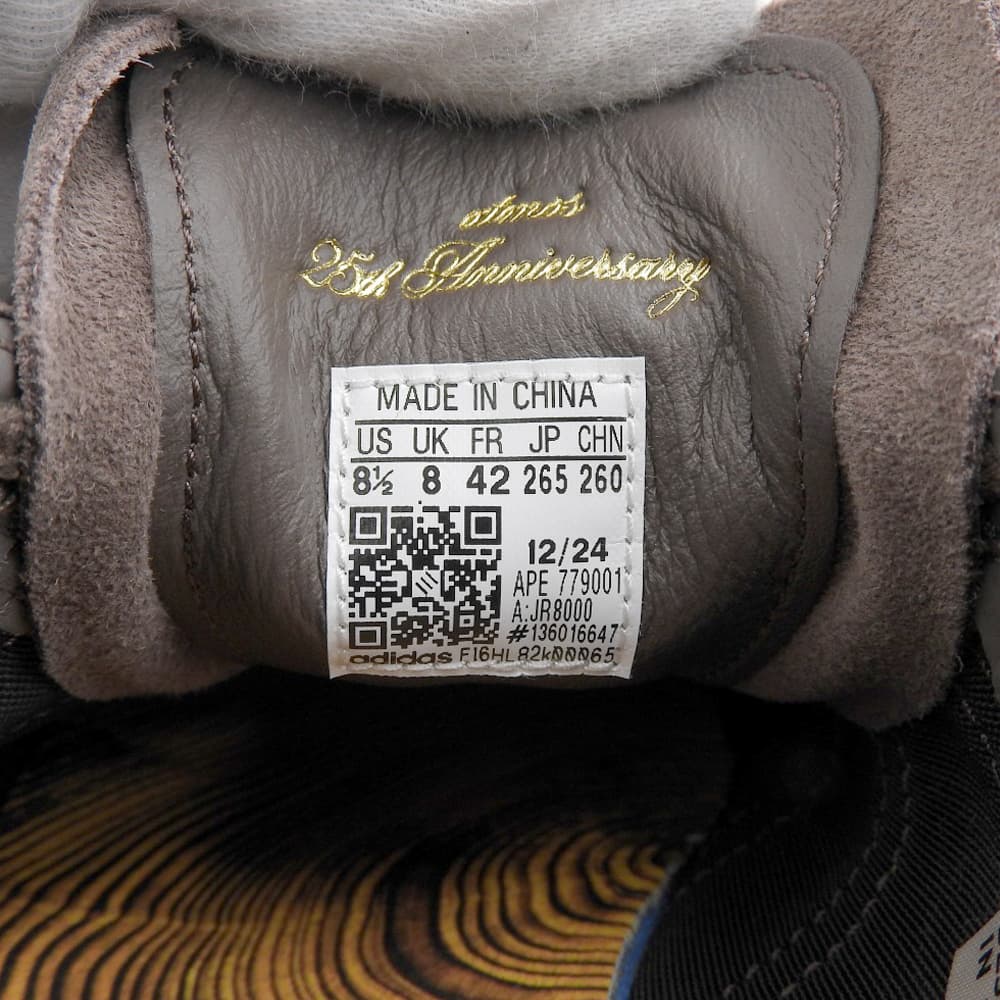 atmos
25th Anniversary
MADE IN CHINA
US UK FR JP CHN
8½ 8 42 265 260
12/24
APE 779001
A:JR8000
#136016647
adidas